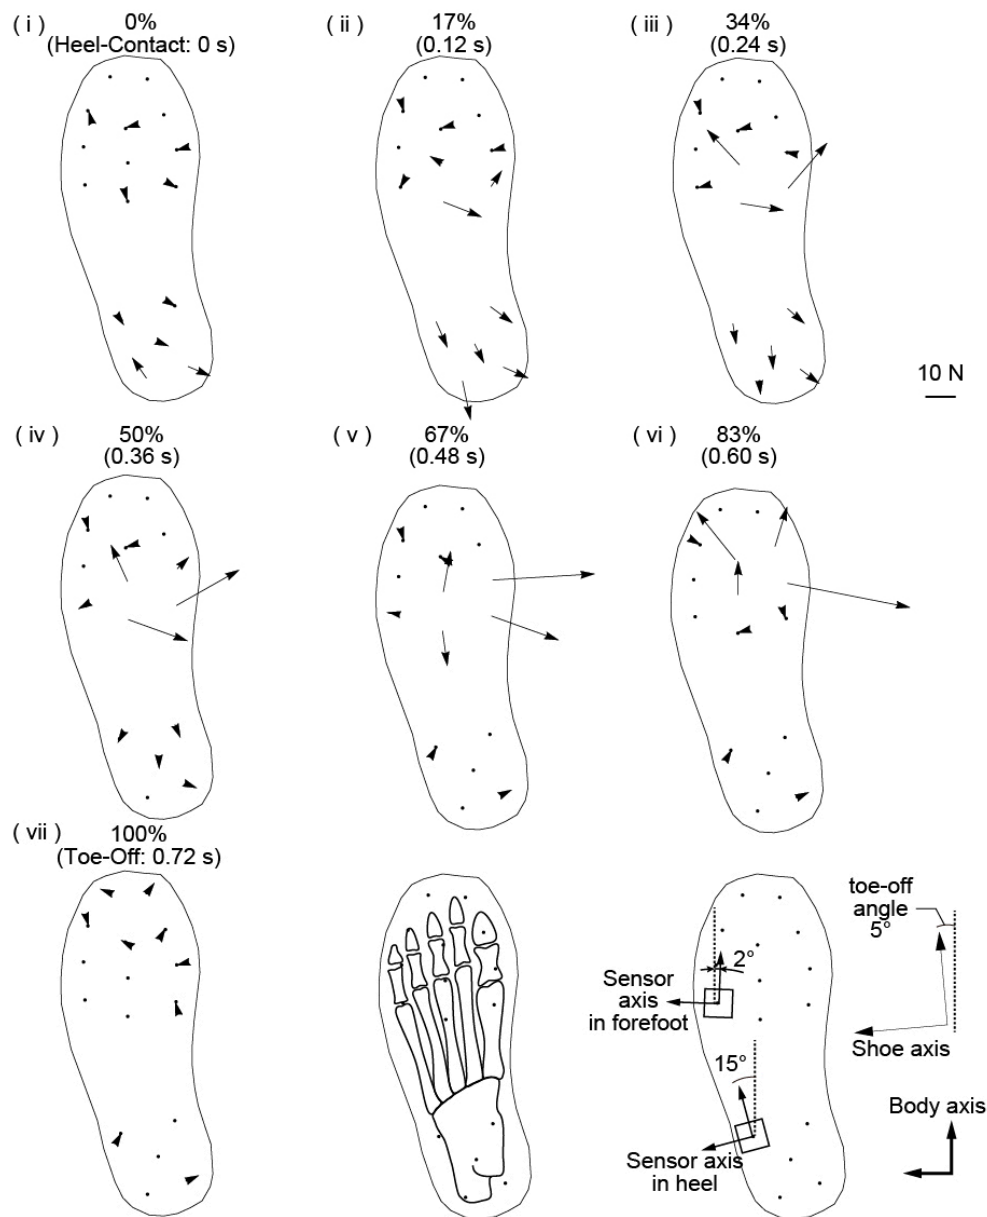 ( i )
0%
(Heel-Contact: 0 s)
( ii )
17%
(0.12 s)
( iii )
34%
(0.24 s)
10 N
( iv )
50%
(0.36 s)
( v )
67%
(0.48 s)
( vi )
83%
(0.60 s)
( vii )
100%
(Toe-Off: 0.72 s)
toe-off
angle
5°
2°
Sensor
axis
in forefoot
Shoe axis
15°
Body axis
Sensor axis
in heel